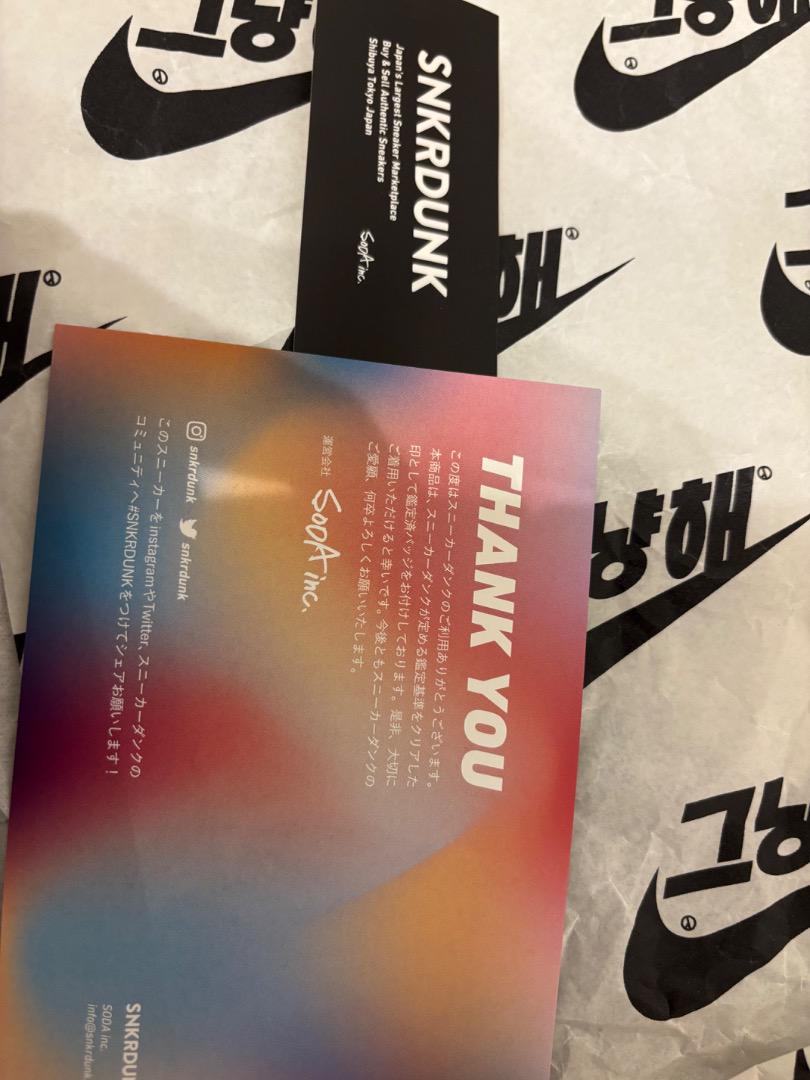 SNKRDUNK
Japan's Largest Sneaker Marketplace
Buy & Sell Authentic Sneakers
Shibuya Tokyo Japan
SODA inc.
THANK YOU
この度はスニーカーダンクのご利用ありがとうございます。
本商品は、スニーカーダンクが定める鑑定基準をクリアした
印として鑑定済バッジをお付けしております。是非、大切に
ご着用いただけると幸いです。今後ともスニーカーダンクの
ご愛顧、何卒よろしくお願いいたします。
運営会社 SODA inc.
snkrdunk snkrdunk
このスニーカーをinstagramやTwitter、スニーカーダンクの
コミュニティへ#SNKRDUNKをつけてシェアお願いします！
SNKRDU
SODA inc.
info@snkrdunk
그냥
그냥해
해
냥해
그냥